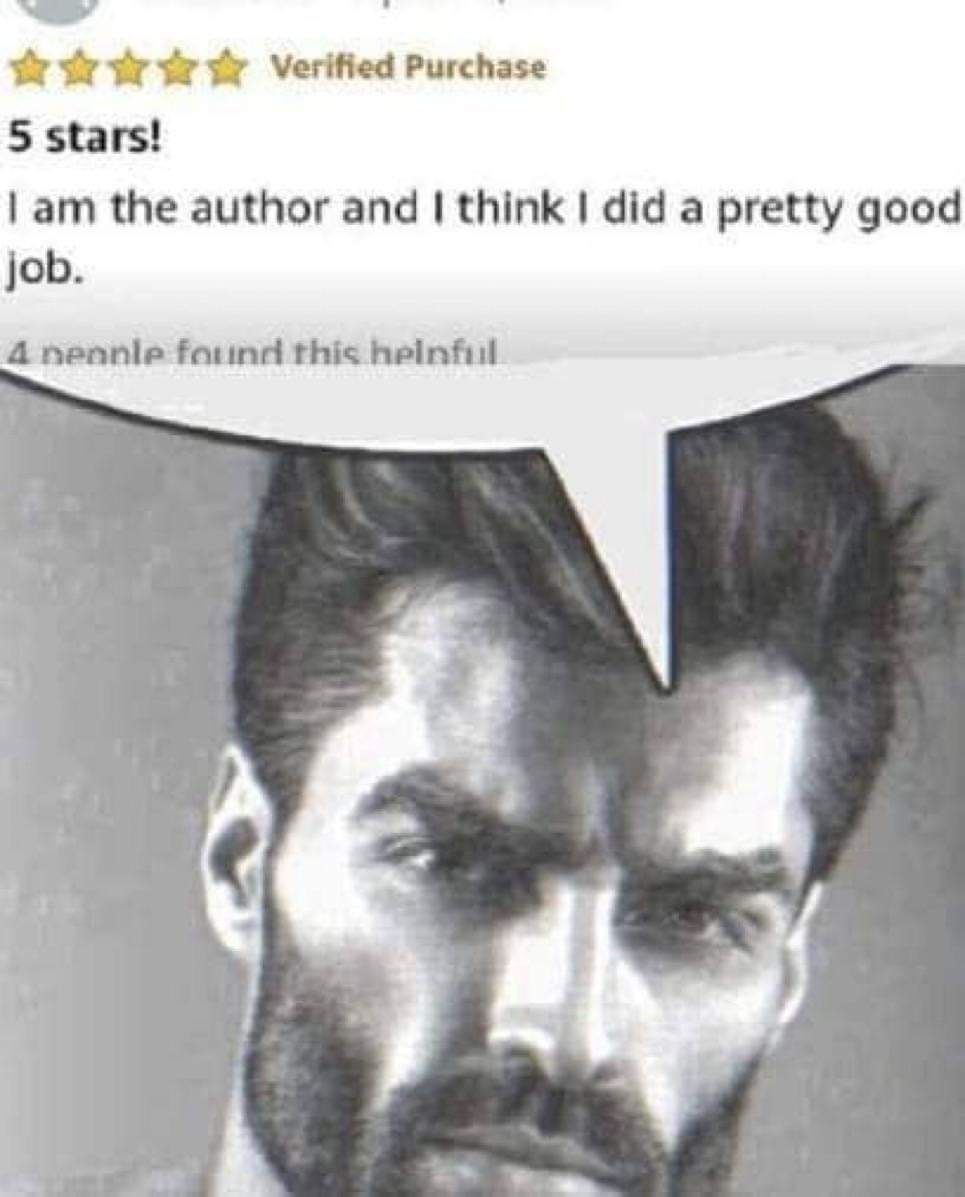 Verified Purchase
5 stars!
I am the author and I think I did a pretty good
job.
4 people found this helpful